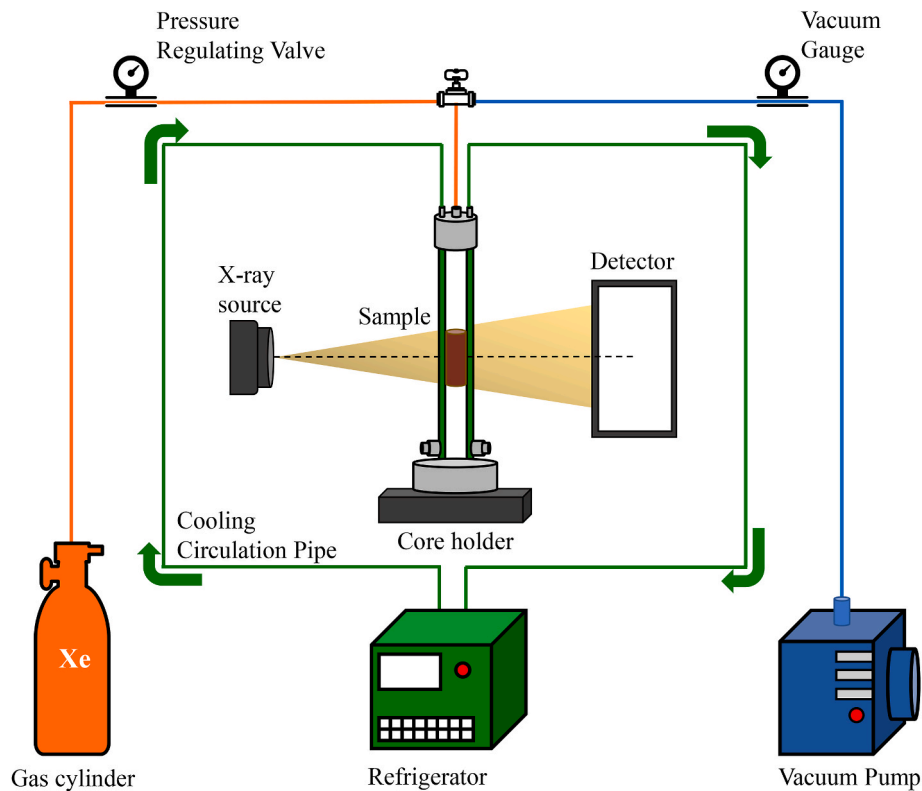 Pressure
Regulating Valve
Vacuum
Gauge
X-ray
source
Sample
Detector
Cooling
Circulation Pipe
Core holder
Xe
Gas cylinder
Refrigerator
Vacuum Pump